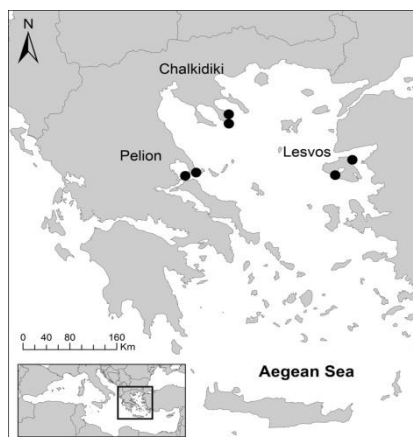 N
Chalkidiki
Pelion
Lesvos
0 40 80 160
Km
Aegean Sea